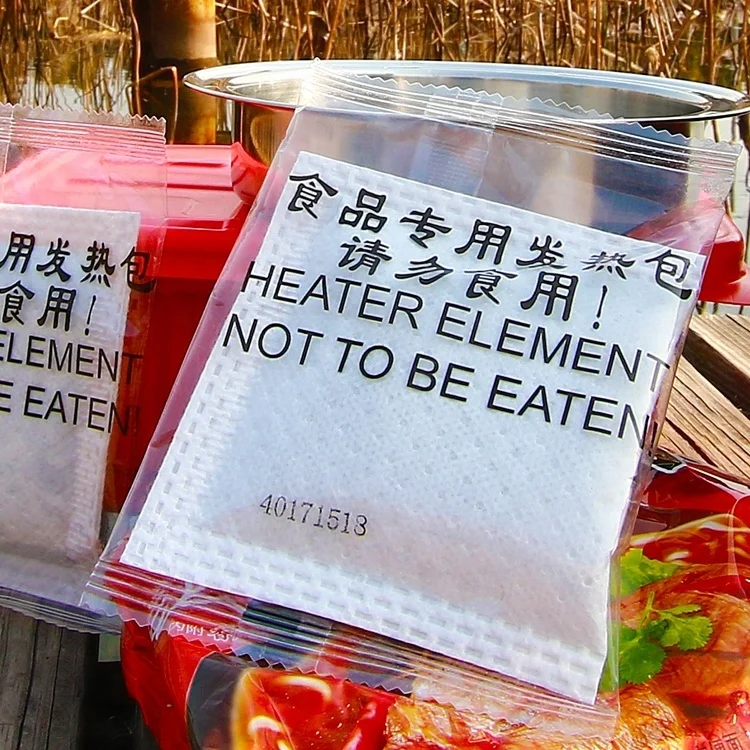 食品专用发热包
请勿食用!
HEATER ELEMENT
NOT TO BE EATEN!
40171513
用发热包
食用!
ELEMENT
E EATEN!